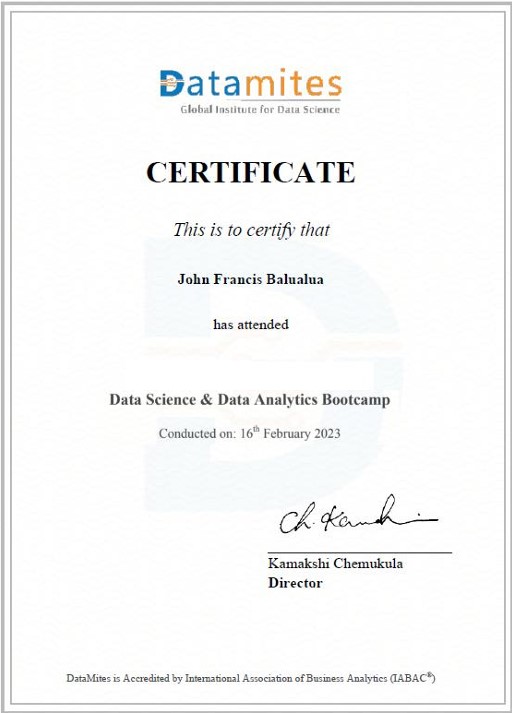 Datamites
Global Institute for Data Science
CERTIFICATE
This is to certify that
John Francis Balualua
has attended
Data Science & Data Analytics Bootcamp
Conducted on: 16th February 2023
Ch. Kamakshi
Kamakshi Chemukula
Director
DataMites is Accredited by International Association of Business Analytics (IABAC®)